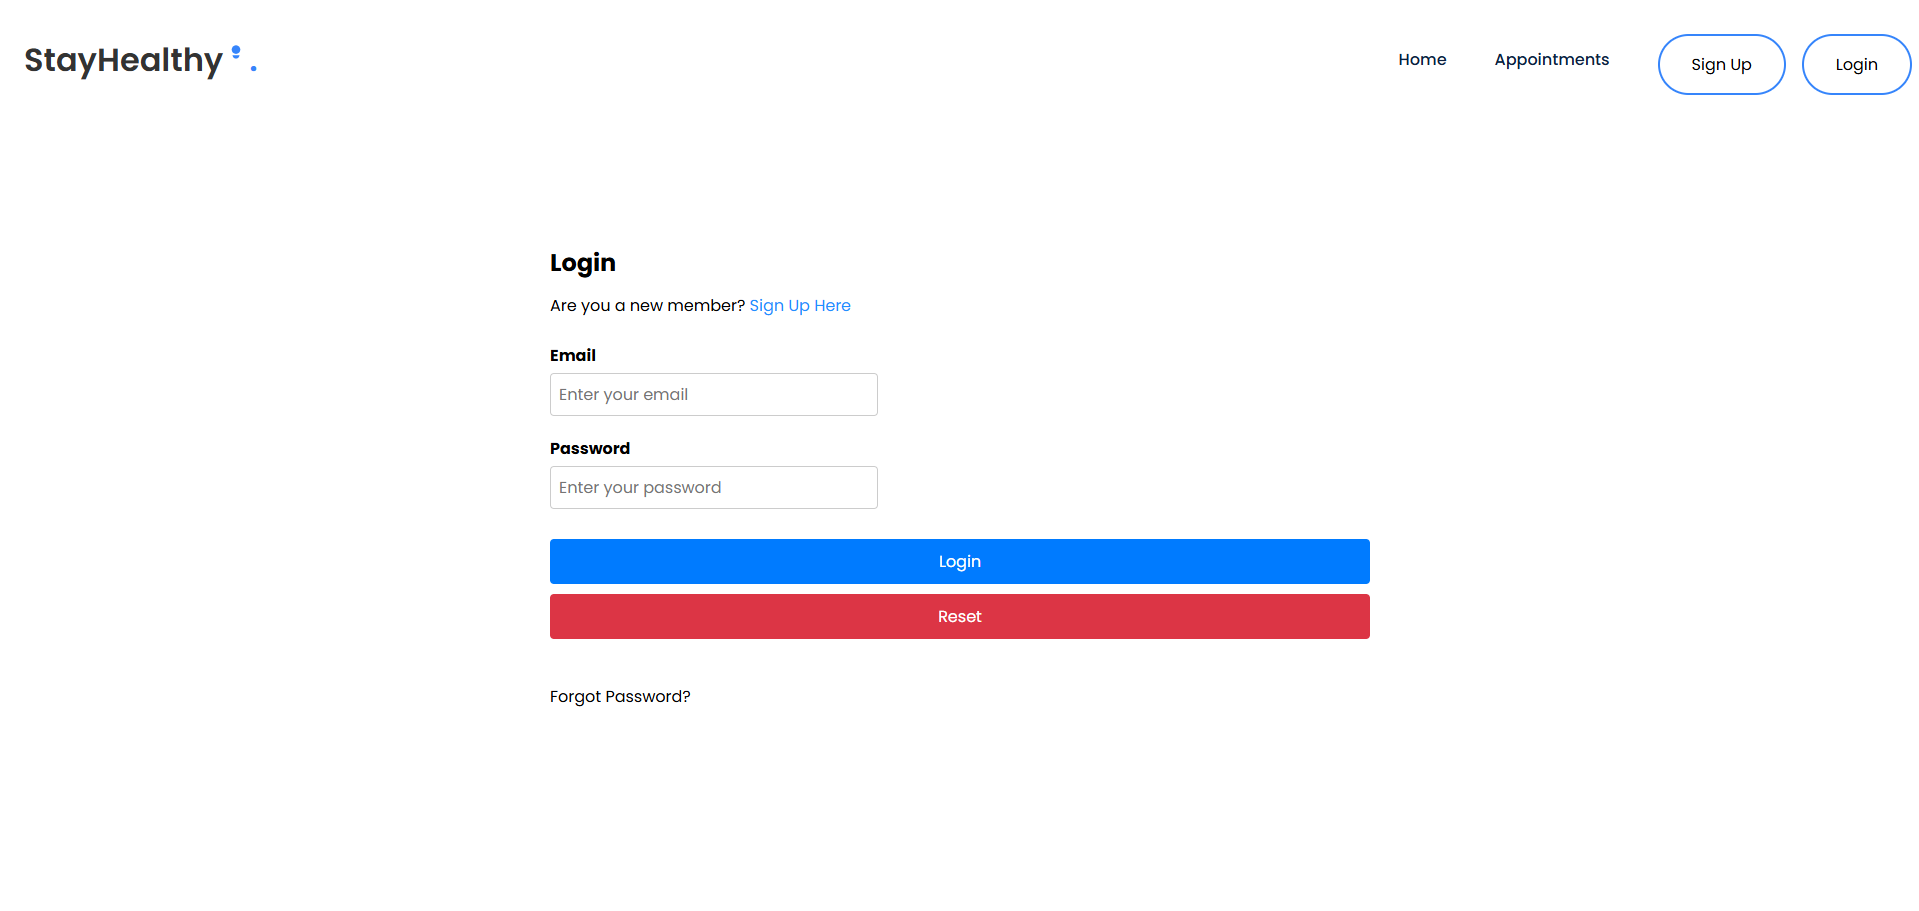 StayHealthy
Home
Appointments
Sign Up
Login
Login
Are you a new member? Sign Up Here
Email
Enter your email
Password
Enter your password
Login
Reset
Forgot Password?